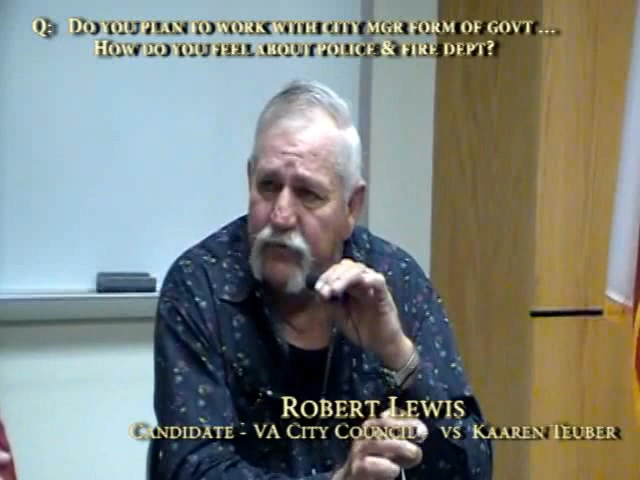 Q: Do you plan to work with city mgr form of govt ...
How do you feel about police & fire dept?
Robert Lewis
Candidate - VA City Council - vs Kaaren Teuber